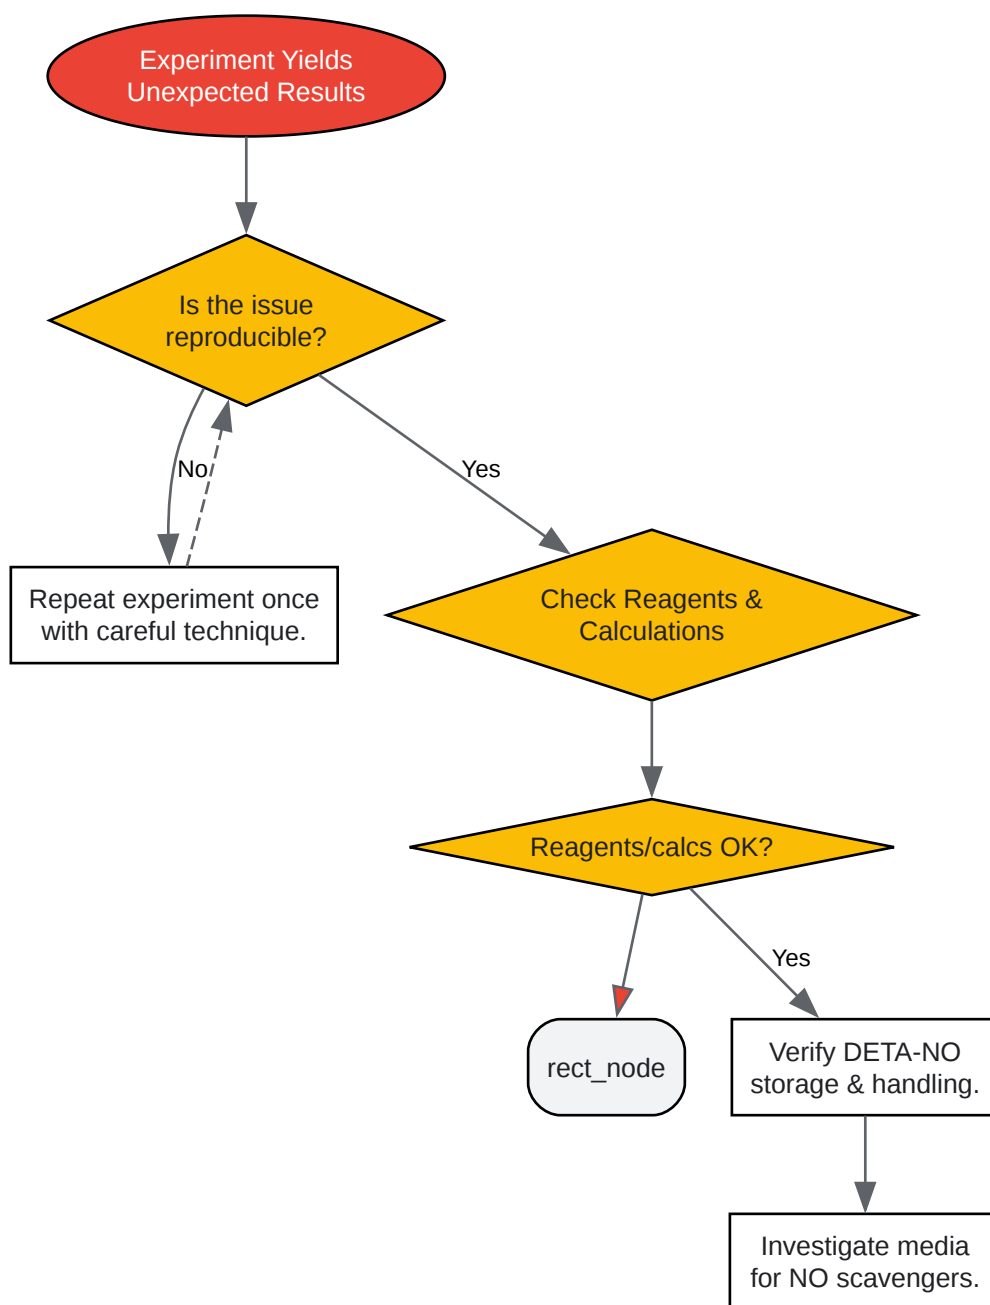 Experiment Yields
Unexpected Results
Is the issue
reproducible?
No
Yes
Repeat experiment once
with careful technique.
Check Reagents &
Calculations
Reagents/calcs OK?
Yes
rect_node
Verify DETA-NO
storage & handling.
Investigate media
for NO scavengers.